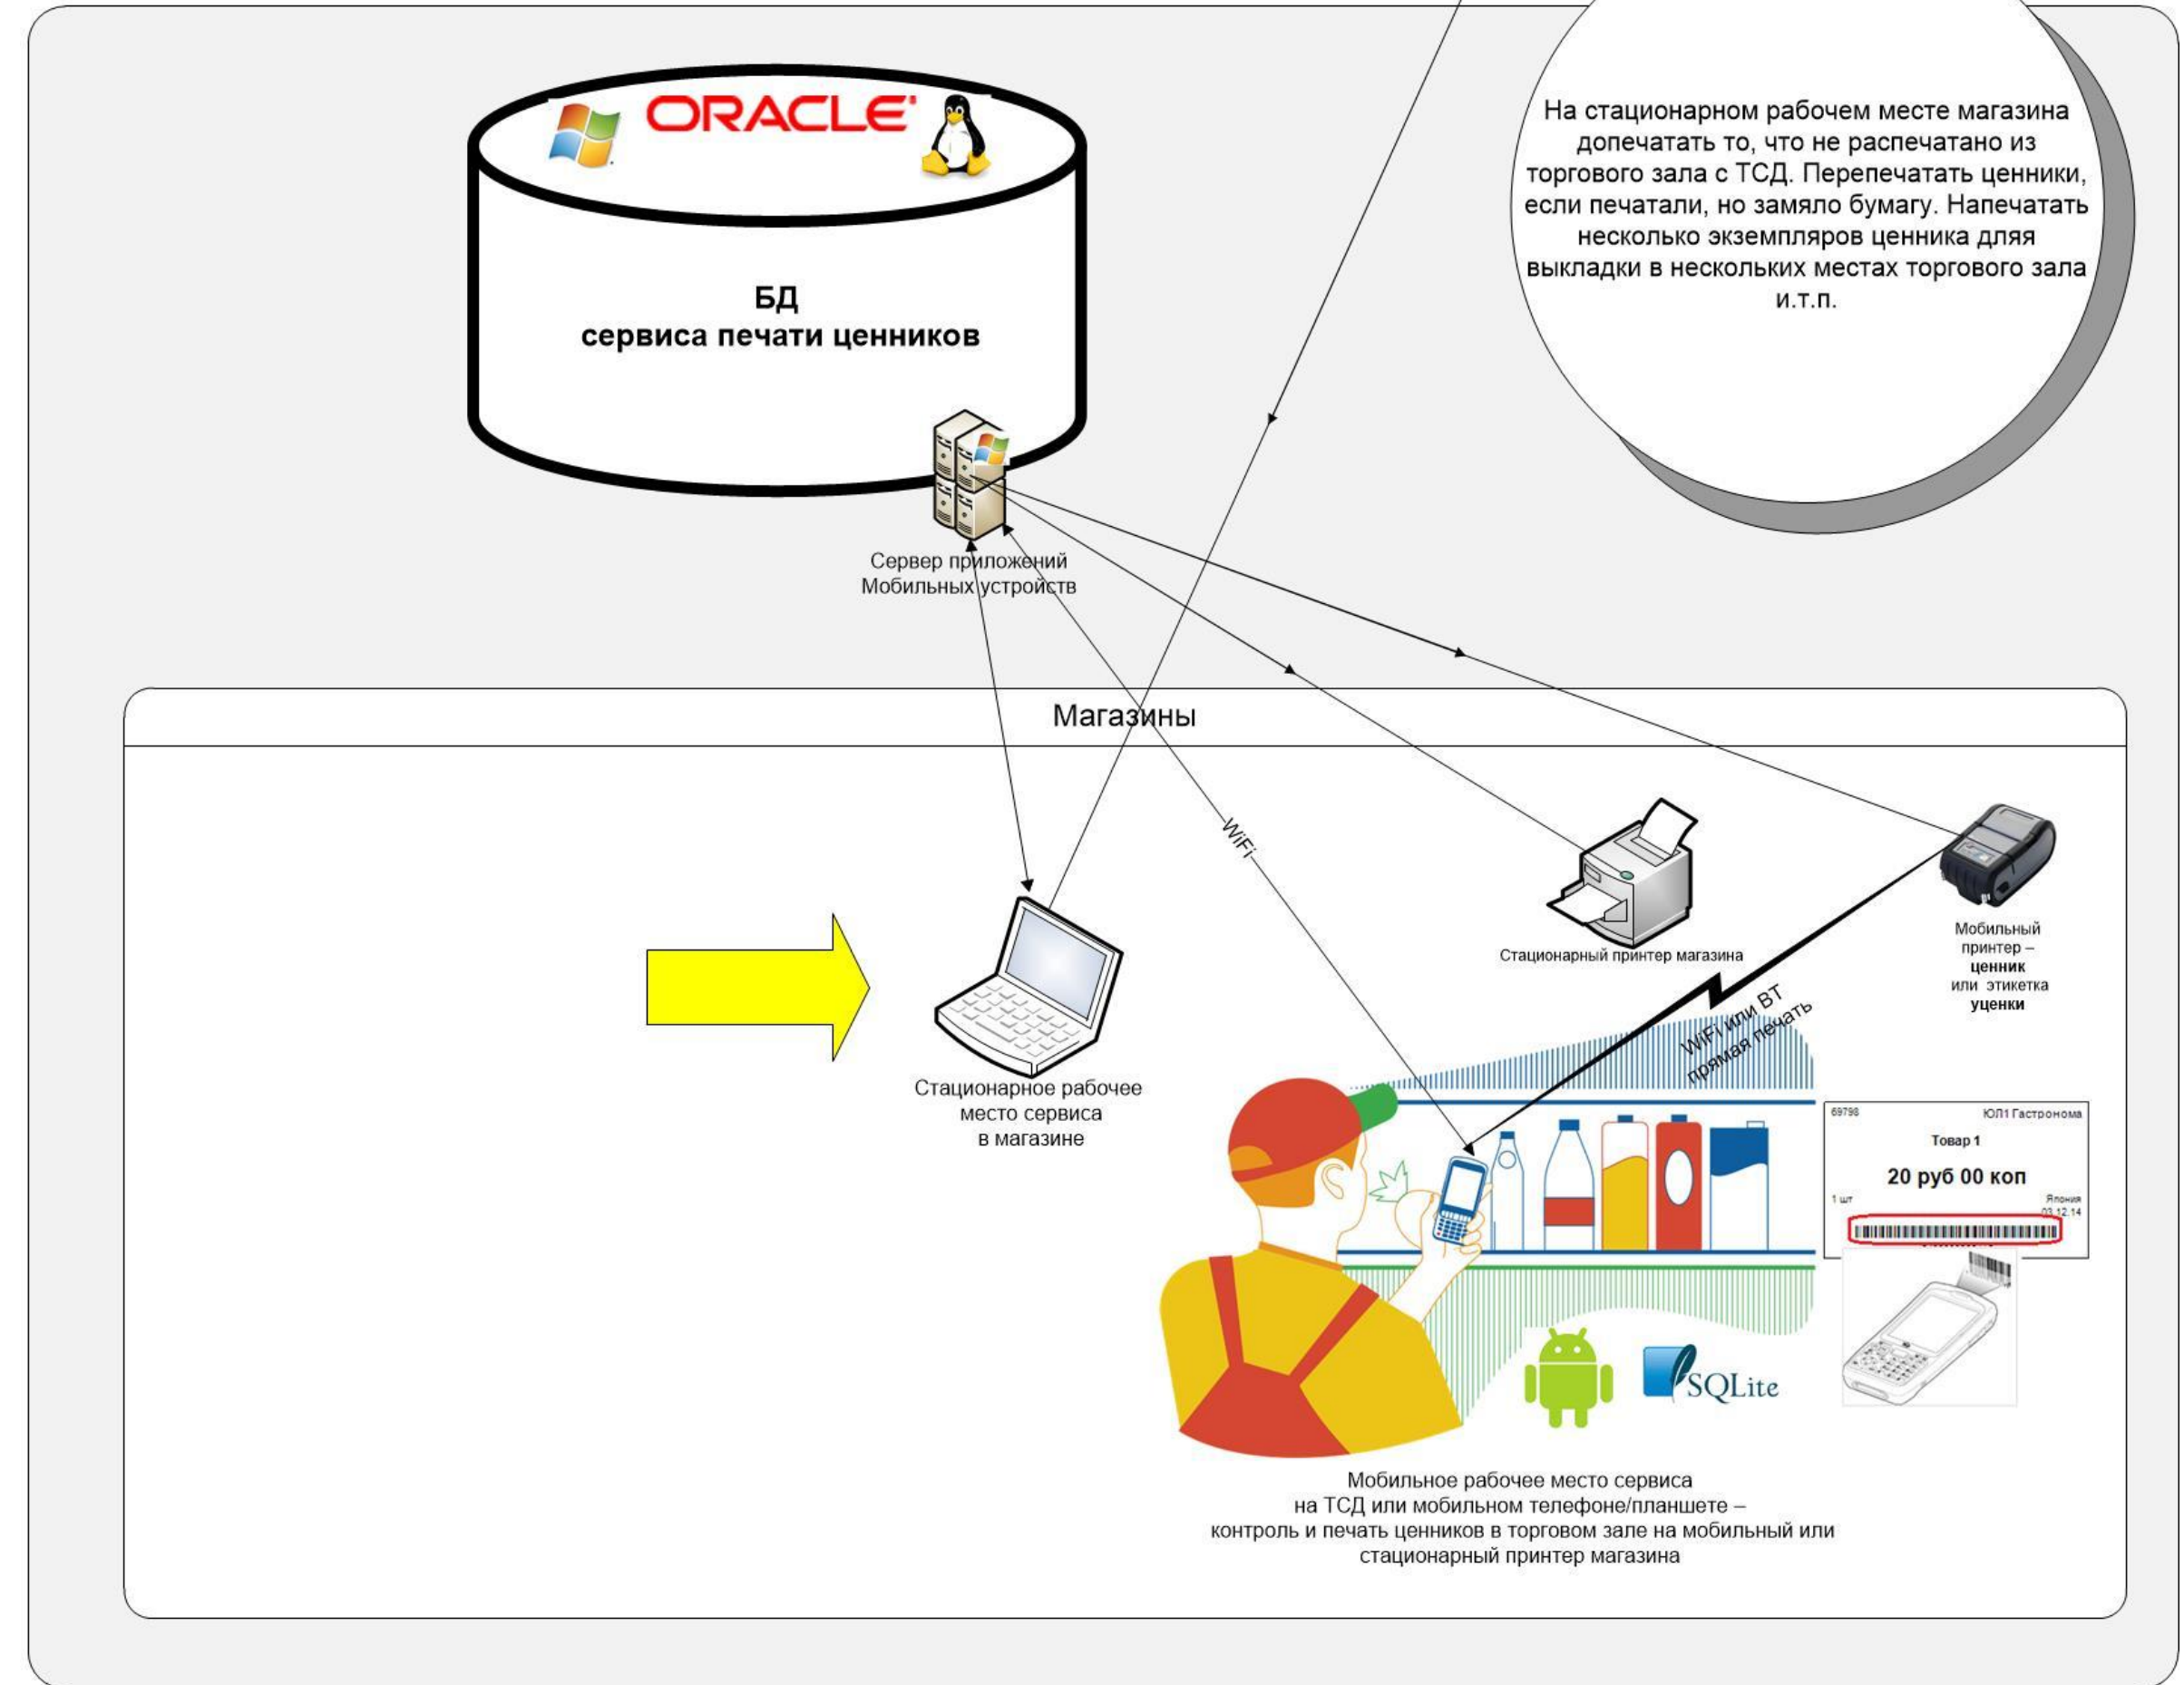 ORACLE
На стационарном рабочем месте магазина
допечатать то, что не распечатано из
торгового зала с ТСД. Перепечатать ценники,
если печатали, но замяло бумагу. Напечатать
несколько экземпляров ценника дляя
выкладки в нескольких местах торгового зала
и.т.п.
БД
сервиса печати ценников
Сервер приложений
Мобильных устройств
Магазины
WiFi
Стационарный принтер магазина
Мобильный
принтер –
ценник
или этикетка
уценки
WiFi или BT
прямая печать
Стационарное рабочее
место сервиса
в магазине
69798 ЮЛ1 Гастронома
Товар 1
20 руб 00 коп
1 шт Япония
03.12.14
SQLite
Мобильное рабочее место сервиса
на ТСД или мобильном телефоне/планшете –
контроль и печать ценников в торговом зале на мобильный или
стационарный принтер магазина